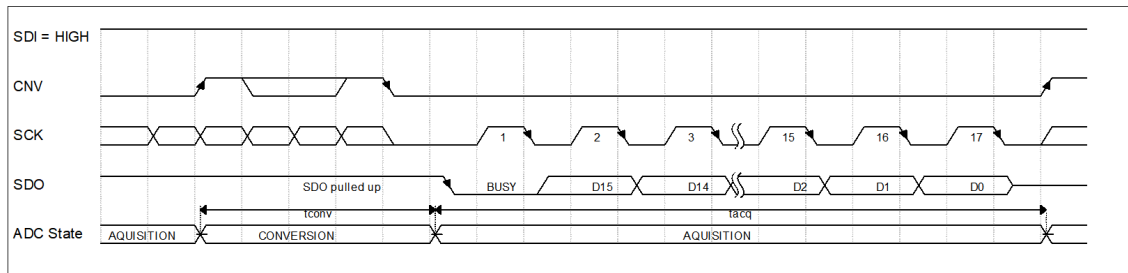 SDI = HIGH
CNV
SCK 1 2 3 15 16 17
SDO SDO pulled up BUSY D15 D14 D2 D1 D0
tconv tacq
ADC State AQUISITION CONVERSION AQUISITION